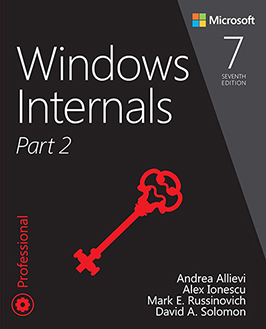 Microsoft
Windows
Internals
Part 2
7
SEVENTH
EDITION
Professional
Andrea Allievi
Alex Ionescu
Mark E. Russinovich
David A. Solomon